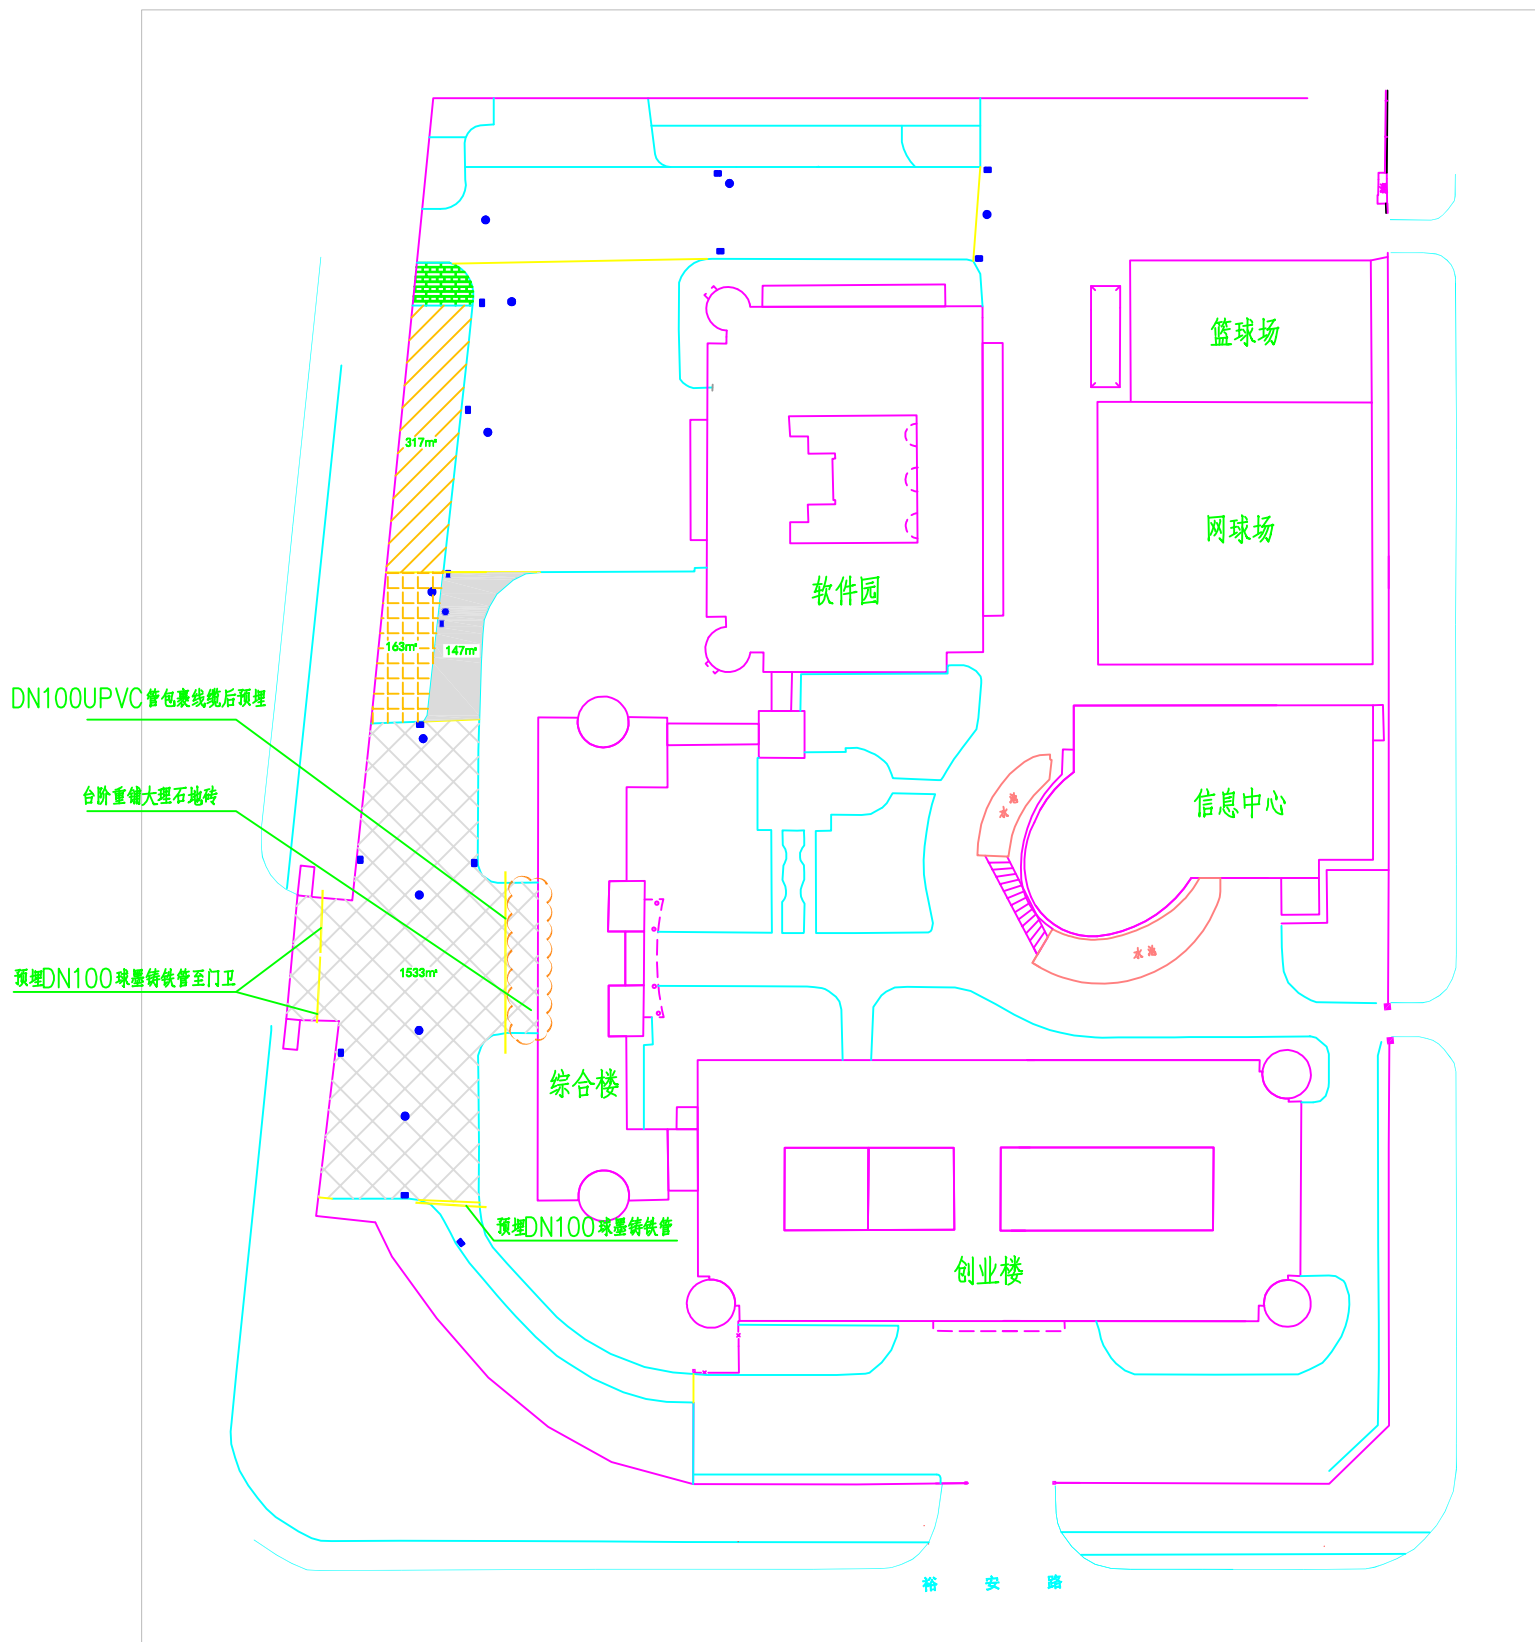 篮球场
317m²
网球场
软件园
163m²
147m²
DN100UPVC管包裹线缆后预埋
台阶重铺大理石地砖
水池
信息中心
水池
1533m²
预埋DN100球墨铸铁管至门卫
综合楼
预埋DN100球墨铸铁管
创业楼
裕安路